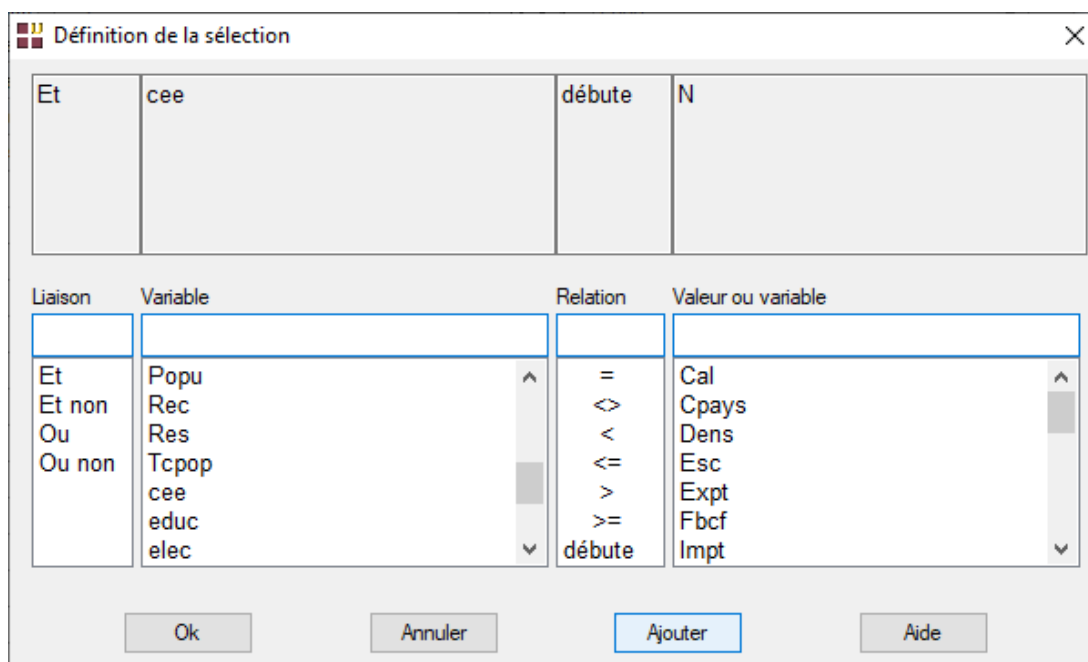 Définition de la sélection
Et cee débute N
Liaison Variable Relation Valeur ou variable
Et Popu = Cal
Et non Rec <> Cpays
Ou Res < Dens
Ou non Tcpop <= Esc
cee > Expt
educ >= Fbcf
elec débute Impt
Ok Annuler Ajouter Aide